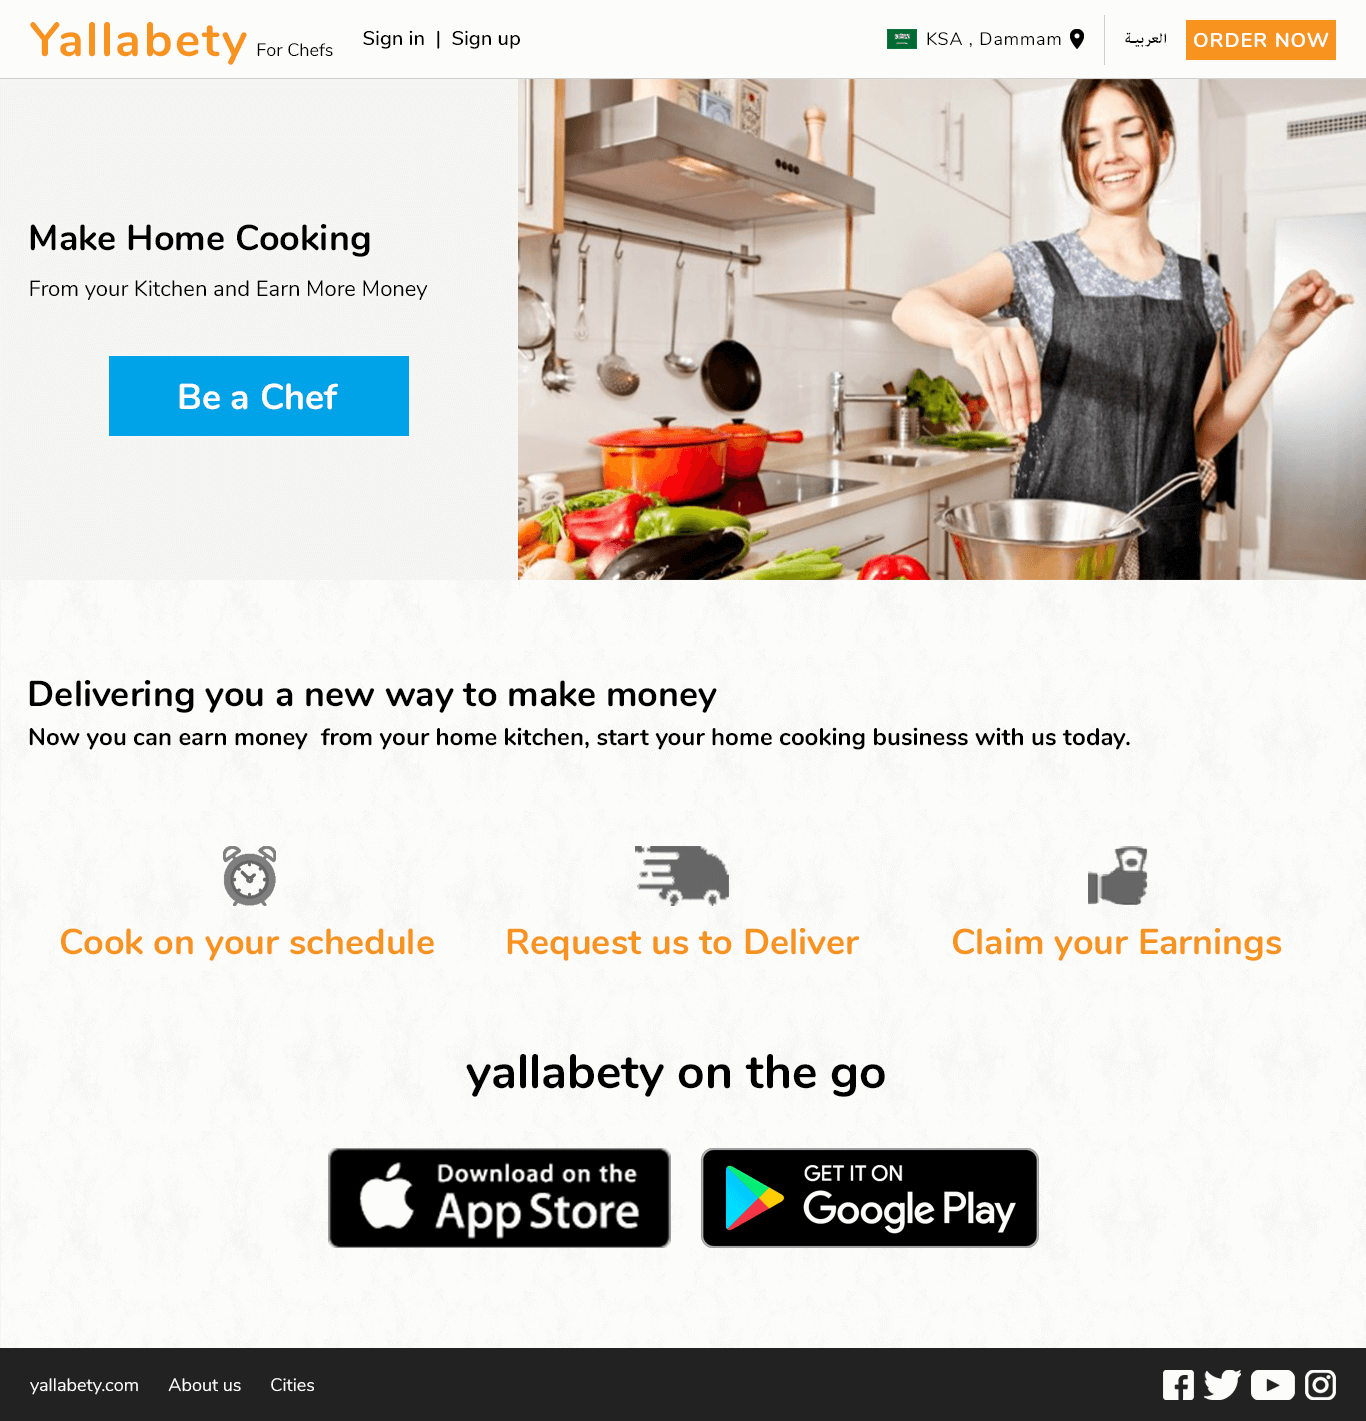 Yallabety For Chefs
Sign in | Sign up
KSA , Dammam
العربية
ORDER NOW
Make Home Cooking
From your Kitchen and Earn More Money
Be a Chef
Delivering you a new way to make money
Now you can earn money  from your home kitchen, start your home cooking business with us today.
Cook on your schedule
Request us to Deliver
Claim your Earnings
yallabety on the go
Download on the
App Store
GET IT ON
Google Play
yallabety.com
About us
Cities